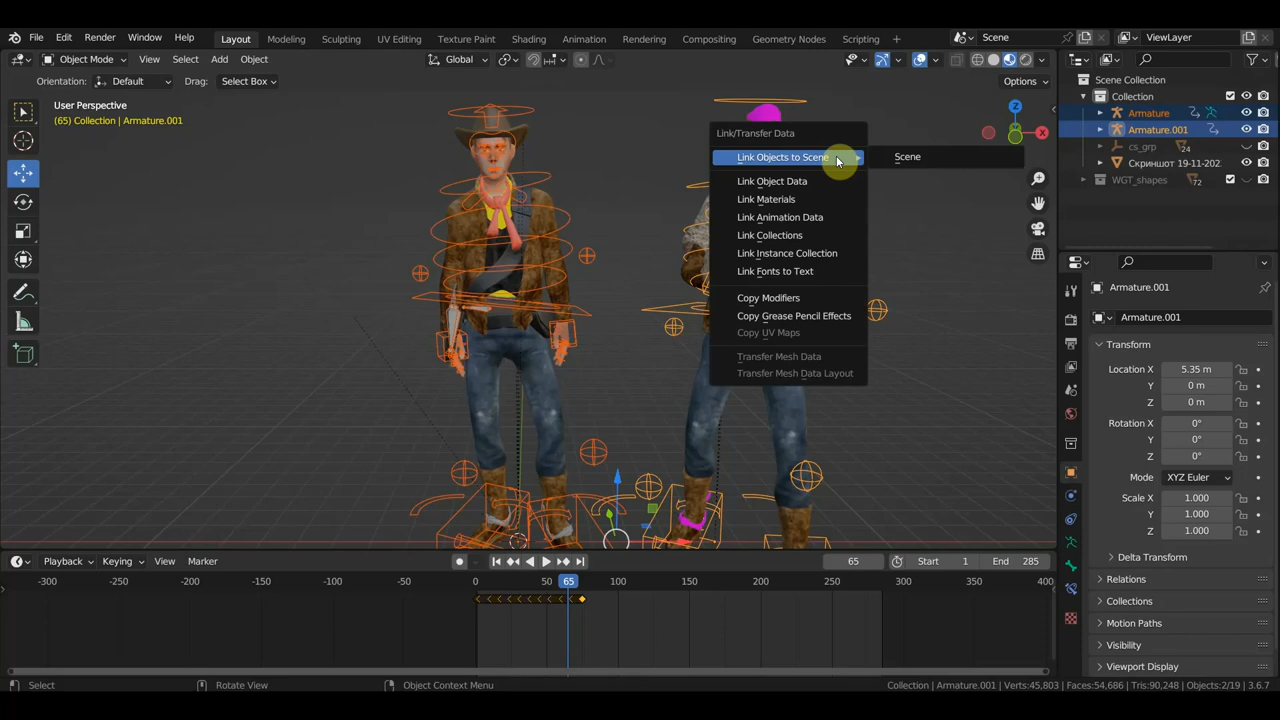 File Edit Render Window Help Layout Modeling Sculpting UV Editing Texture Paint Shading Animation Rendering Compositing Geometry Nodes Scripting + Scene ViewLayer
Object Mode View Select Add Object Global
Orientation: Default Drag: Select Box Options
User Perspective
(65) Collection | Armature.001
Z
X
Link/Transfer Data
Link Objects to Scene
Scene
Link Object Data
Link Materials
Link Animation Data
Link Collections
Link Instance Collection
Link Fonts to Text
Copy Modifiers
Copy Grease Pencil Effects
Copy UV Maps
Transfer Mesh Data
Transfer Mesh Data Layout
Scene Collection
Collection
Armature
Armature.001
cs_grp 24
Скриншот 19-11-202
WGT_shapes 72
Armature.001
Armature.001
Transform
Location X 5.35 m
Y 0 m
Z 0 m
Rotation X 0°
Y 0°
Z 0°
Mode XYZ Euler
Scale X 1.000
Y 1.000
Z 1.000
Delta Transform
Relations
Collections
Motion Paths
Visibility
Viewport Display
Playback Keying View Marker 65 Start 1 End 285
-300 -250 -200 -150 -100 -50 0 50 65 100 150 200 250 300 350 400
Select Rotate View Object Context Menu Collection | Armature.001 | Verts:45,803 | Faces:54,686 | Tris:90,248 | Objects:2/19 | 3.6.7